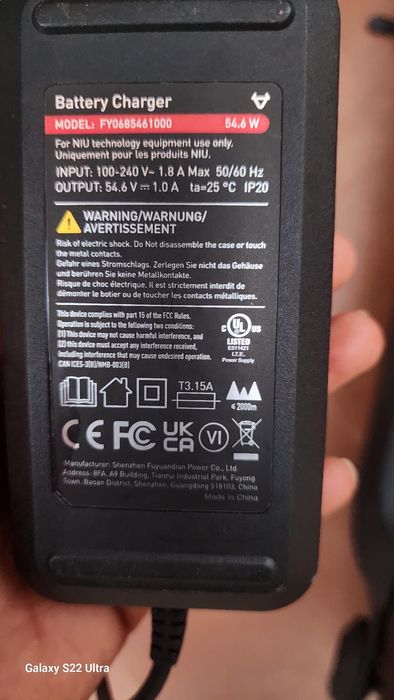 Battery Charger
MODEL: FY0685461000 54.6 W
For NIU technology equipment use only.
Uniquement pour les produits NIU.
INPUT: 100-240 V~ 1.8 A Max 50/60 Hz
OUTPUT: 54.6 V⎓ 1.0 A ta=25 °C IP20
WARNING/WARNUNG/
AVERTISSEMENT
Risk of electric shock. Do Not disassemble the case or touch
the metal contacts.
Gefahr eines Stromschlags. Zerlegen Sie nicht das Gehäuse
und berühren Sie keine Metallkontakte.
Risque de choc électrique. Il est strictement interdit de
démonter le boitier ou de toucher les contacts métalliques.
This device complies with part 15 of the FCC Rules.
Operation is subject to the following two conditions:
(1) This device may not cause harmful interference, and
(2) this device must accept any interference received,
including interference that may cause undesired operation.
CAN ICES-3(B)/NMB-003(B)
C UL US
LISTED
E511421
I.T.E.
Power Supply
T3.15A
≤ 2000m
CE FC UK
CA VI
Manufacturer: Shenzhen Fuyuandian Power Co., Ltd.
Address: 8FA, A9 Building, Tianrui Industrial Park, Fuyong
Town, Baoan District, Shenzhen, Guangdong 518103, China
Made in China
Galaxy S22 Ultra